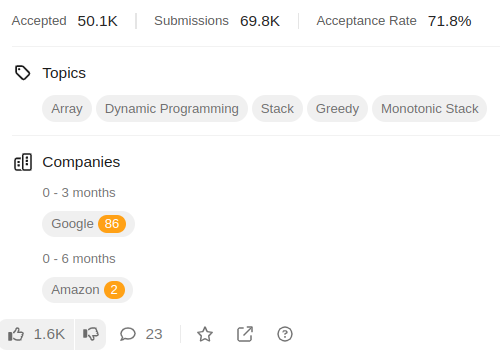 Accepted 50.1K Submissions 69.8K Acceptance Rate 71.8%
Topics
Array Dynamic Programming Stack Greedy Monotonic Stack
Companies
0 - 3 months
Google 86
0 - 6 months
Amazon 2
1.6K 23